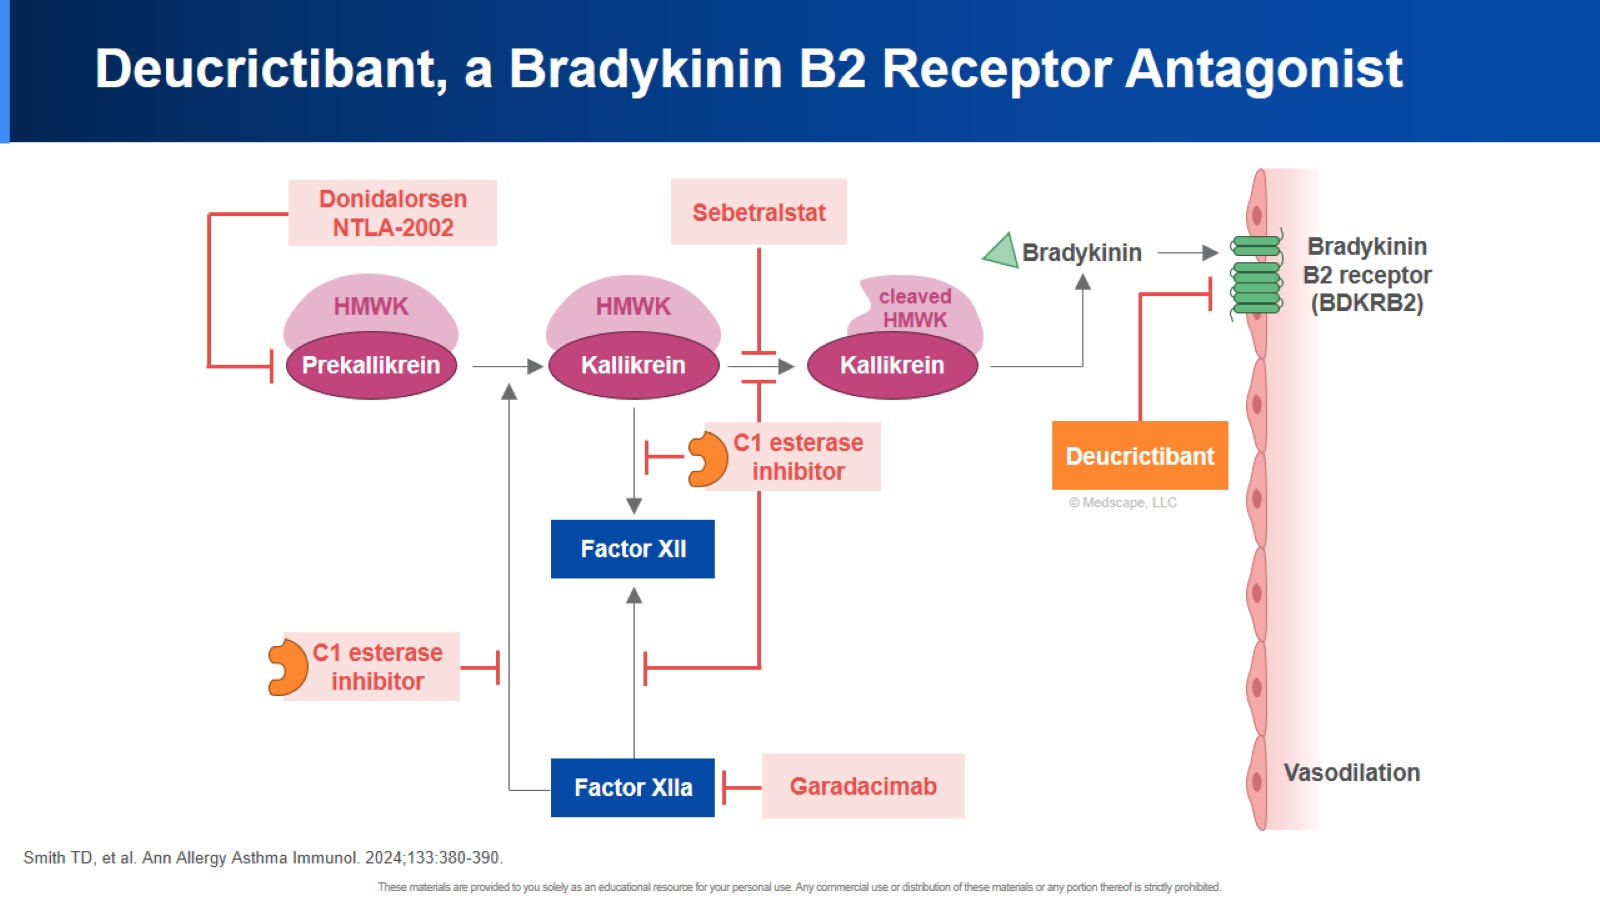 Deucrictibant, a Bradykinin B2 Receptor Antagonist
Donidalorsen
NTLA-2002
Sebetralstat
HMWK
Prekallikrein
HMWK
Kallikrein
cleaved
HMWK
Kallikrein
Bradykinin
Bradykinin
B2 receptor
(BDKRB2)
C1 esterase
inhibitor
Deucrictibant
© Medscape, LLC
Factor XII
C1 esterase
inhibitor
Factor XIIa
Garadacimab
Vasodilation
Smith TD, et al. Ann Allergy Asthma Immunol. 2024;133:380-390.
These materials are provided to you solely as an educational resource for your personal use. Any commercial use or distribution of these materials or any portion thereof is strictly prohibited.